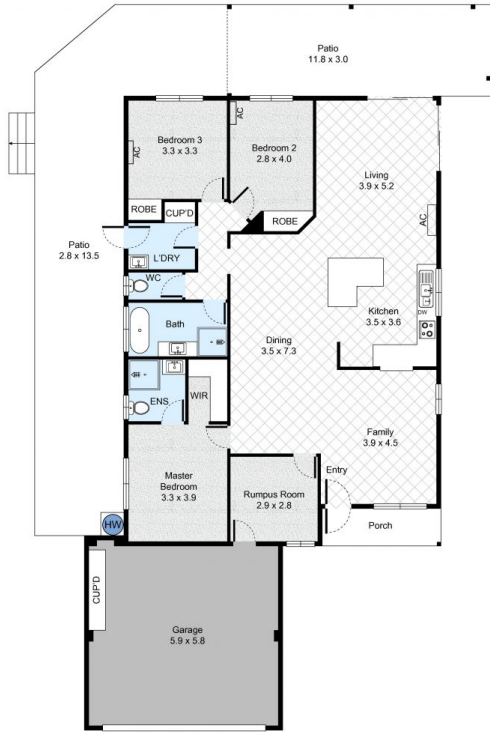 Patio
11.8 x 3.0
Bedroom 3
3.3 x 3.3
AC
AC
Bedroom 2
2.8 x 4.0
Living
3.9 x 5.2
AC
ROBE
CUP'D
ROBE
Patio
2.8 x 13.5
L'DRY
WC
Bath
Kitchen
3.5 x 3.6
DW
Dining
3.5 x 7.3
ENS
WIR
Family
3.9 x 4.5
Master
Bedroom
3.3 x 3.9
Rumpus Room
2.9 x 2.8
Entry
Porch
HW
CUP'D
Garage
5.9 x 5.8